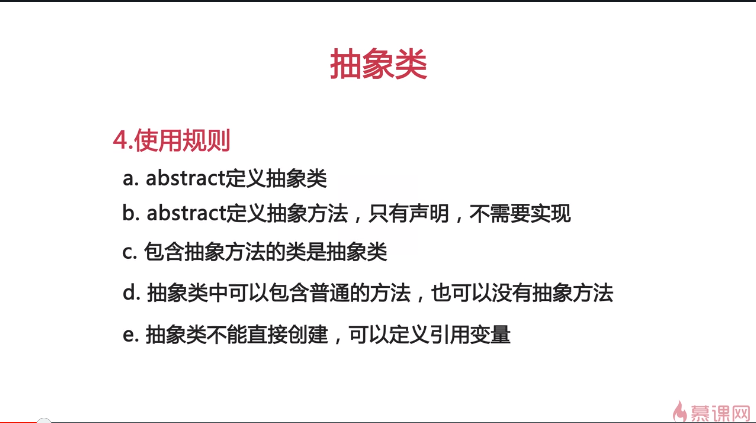 抽象类
4.使用规则
a. abstract定义抽象类
b. abstract定义抽象方法，只有声明，不需要实现
c. 包含抽象方法的类是抽象类
d. 抽象类中可以包含普通的方法，也可以没有抽象方法
e. 抽象类不能直接创建，可以定义引用变量
慕课网